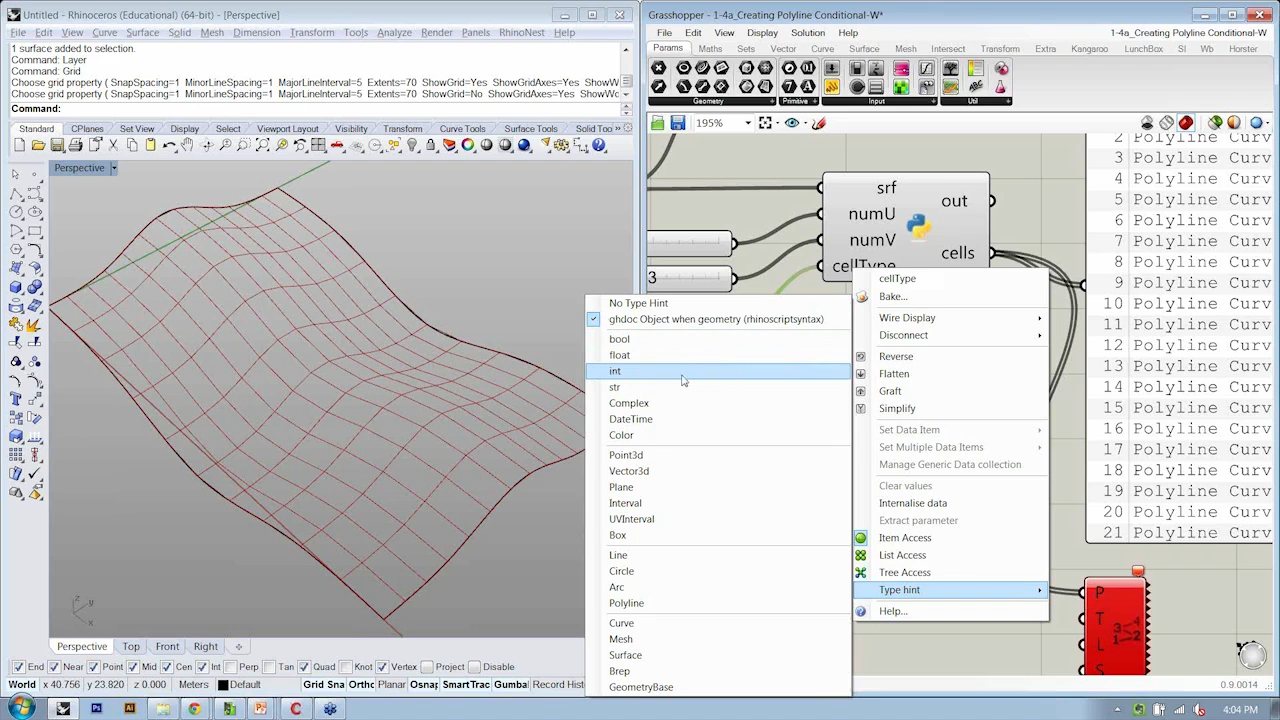 Untitled - Rhinoceros (Educational) (64-bit) - [Perspective]
File Edit View Curve Surface Solid Mesh Dimension Transform Tools Analyze Render Panels RhinoNest Help
1 surface added to selection.
Command: Layer
Command: Grid
Choose grid property ( SnapSpacing=1 MinorLineSpacing=1 MajorLineInterval=5 Extents=70 ShowGrid=Yes ShowGridAxes=Yes ShowW
Choose grid property ( SnapSpacing=1 MinorLineSpacing=1 MajorLineInterval=5 Extents=70 ShowGrid=No ShowGridAxes=Yes ShowWo
Command:
Standard CPlanes Set View Display Select Viewport Layout Visibility Transform Curve Tools Surface Tools Solid Too »
Perspective
z
y
x
Perspective Top Front Right
End Near Point Mid Cen Int Perp Tan Quad Knot Vertex Project Disable
World x 40.756 y 23.820 Meters Default Grid Sna Ortho Planar Osnap SmartTrac Gumba Record Histo
Grasshopper - 1-4a_Creating Polyline Conditional-W*
File Edit View Display Solution Help
1-4a_Creating Polyline Conditional-W
Params Maths Sets Vector Curve Surface Mesh Intersect Transform Extra Kangaroo LunchBox SI Wb Horster
Geometry Primitive Input Util
195%
srf
numU
numV
cellType
out
cells
3
2 Polyline Curv
3 Polyline Curv
4 Polyline Curv
5 Polyline Curv
6 Polyline Curv
7 Polyline Curv
8 Polyline Curv
9 Polyline Curv
10 Polyline Curv
11 Polyline Curv
12 Polyline Curv
13 Polyline Curv
14 Polyline Curv
15 Polyline Curv
16 Polyline Curv
17 Polyline Curv
18 Polyline Curv
19 Polyline Curv
20 Polyline Curv
21 Polyline Curv
cellType
Bake...
Wire Display
Disconnect
Reverse
Flatten
Graft
Simplify
Set Data Item
Set Multiple Data Items
Manage Generic Data collection
Clear values
Internalise data
Extract parameter
Item Access
List Access
Tree Access
Type hint
Help...
No Type Hint
ghdoc Object when geometry (rhinoscriptsyntax)
bool
float
int
str
Complex
DateTime
Color
Point3d
Vector3d
Plane
Interval
UVInterval
Box
Line
Circle
Arc
Polyline
Curve
Mesh
Surface
Brep
GeometryBase
P
T
L
S
3 4
1 2
0.9.0014
4:04 PM